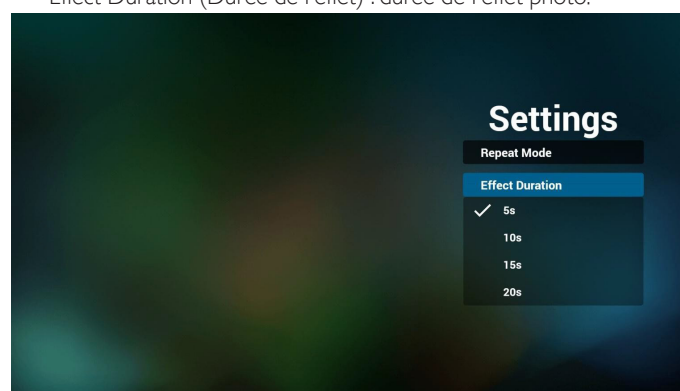 Effect Duration (Durée de l'effet) : durée de l'effet photo.
Settings
Repeat Mode
Effect Duration
5s
10s
15s
20s